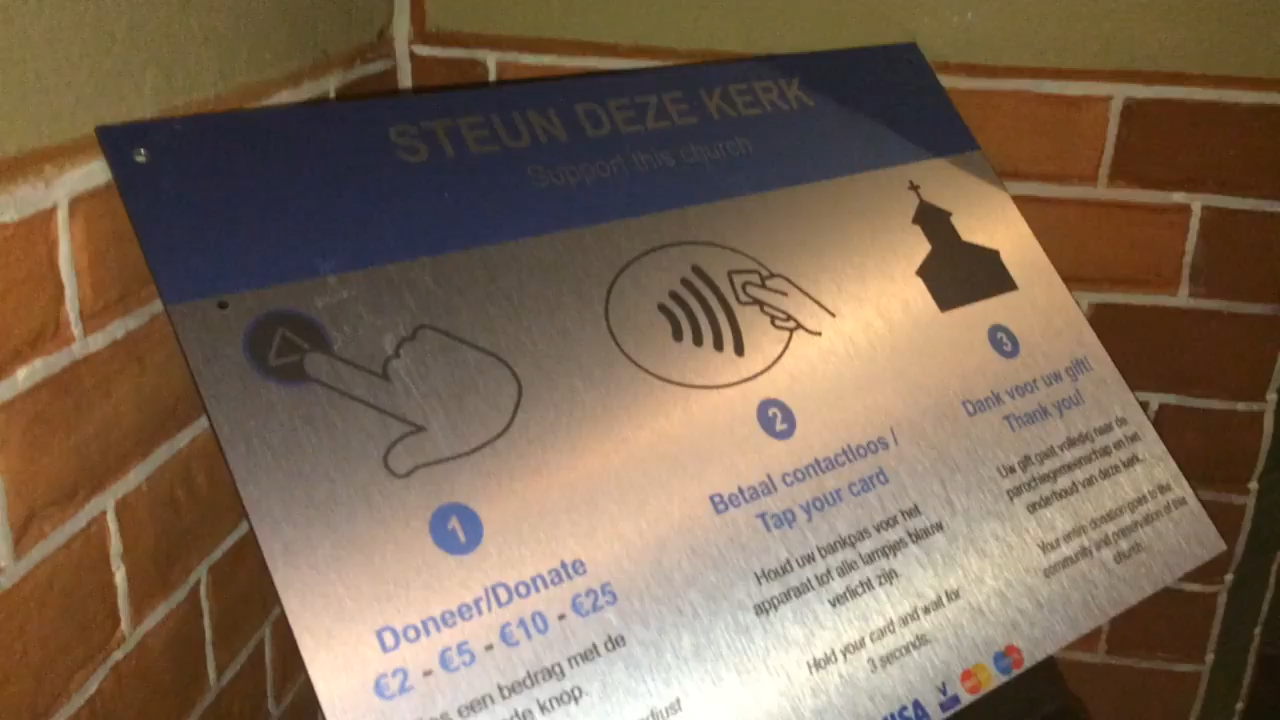 STEUN DEZE KERK
Support this church
1
Doneer/Donate
€2 - €5 - €10 - €25
een bedrag met de
knop.
2
Betaal contactloos /
Tap your card
Houd uw bankpas voor het
apparaat tot alle lampjes blauw
verlicht zijn.
Hold your card and wait for
3 seconds.
3
Dank voor uw gift!
Thank you!
Uw gift gaat volledig naar de
parochiegemeenschap en het
onderhoud van deze kerk.
Your entire donation goes to the
community and preservation of the
church.
VISA